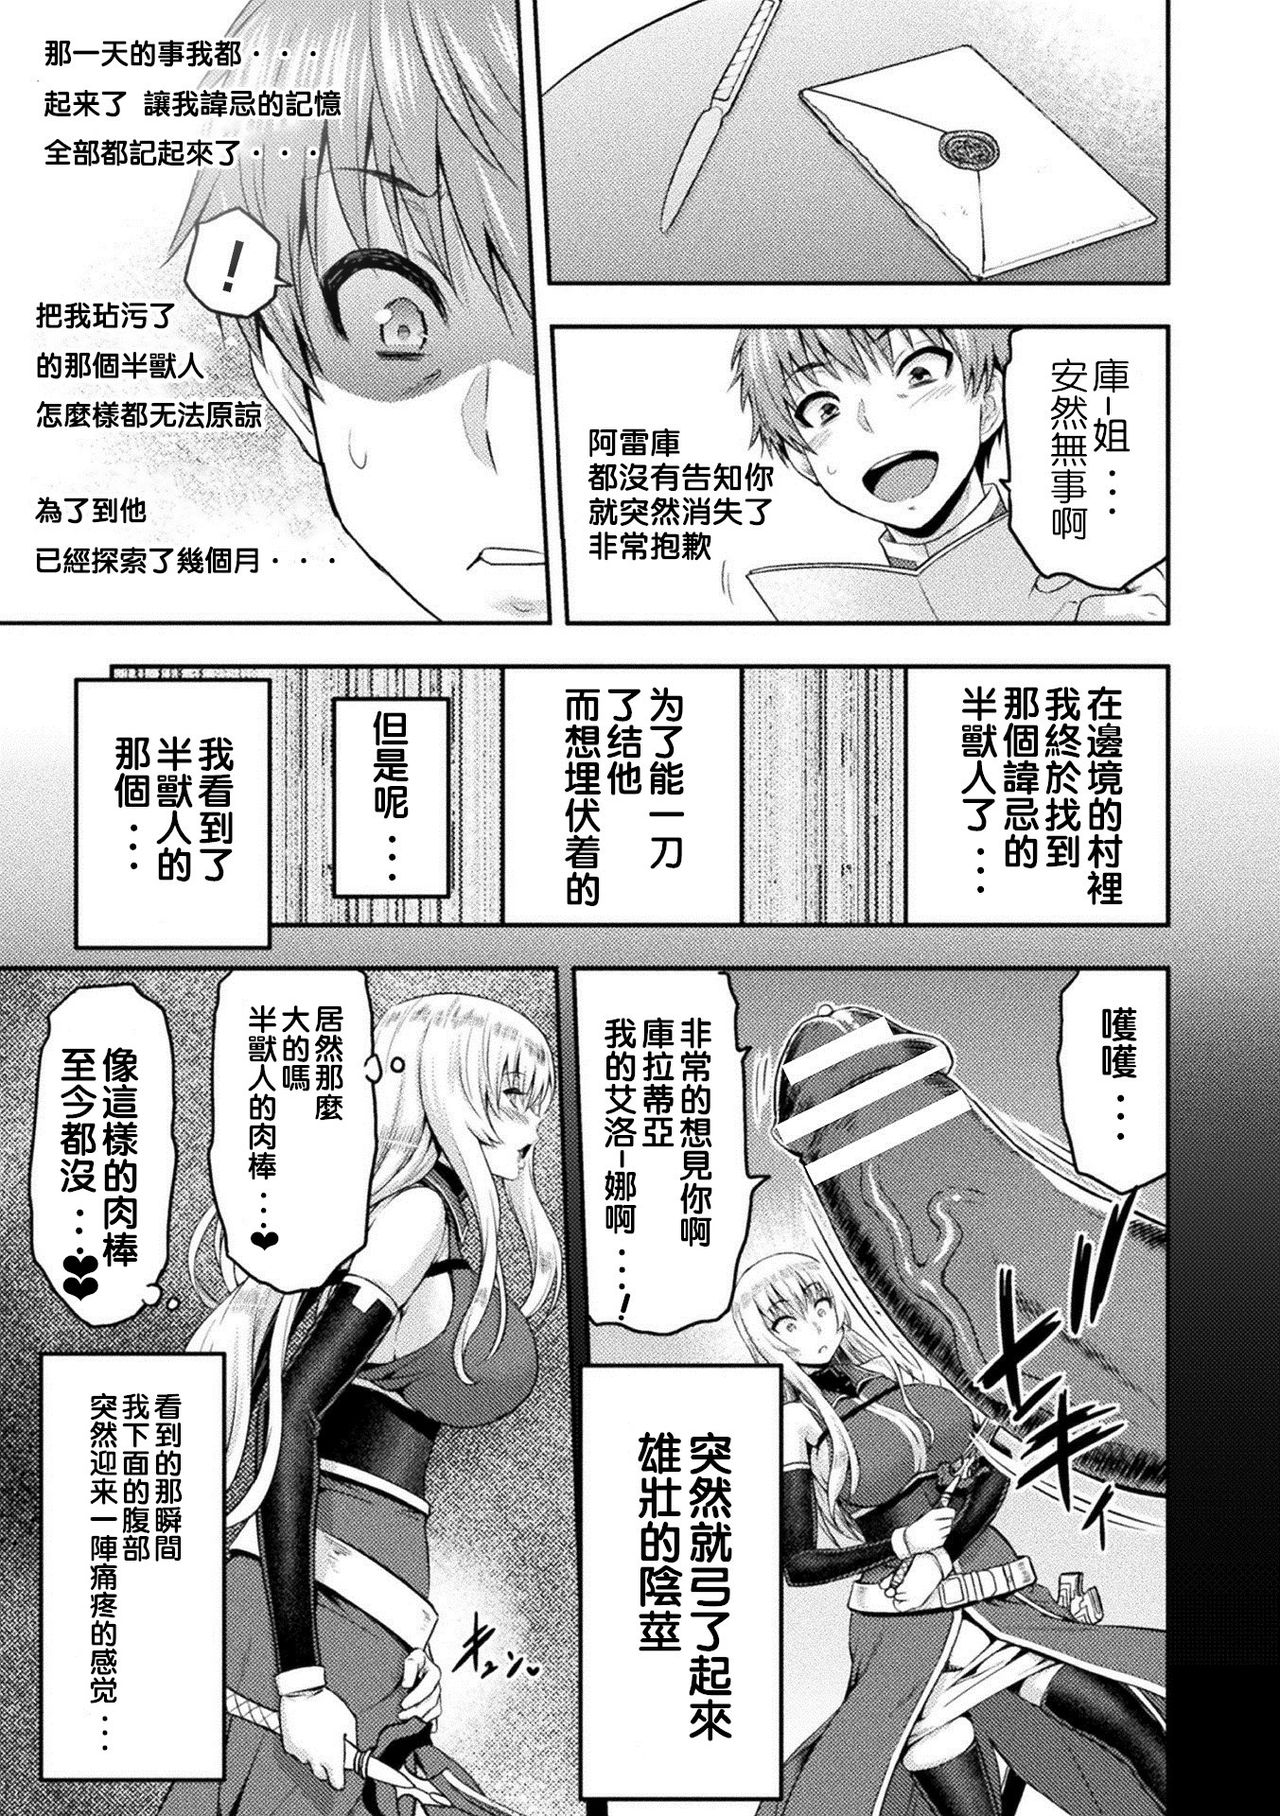 庫-姐・・・
安然無事啊
阿雷庫
都沒有告知你
就突然消失了
非常抱歉
那一天的事我都・・・
起来了 讓我諱忌的記憶
全部都記起來了・・・
！
把我玷污了
的那個半獸人
怎麼樣都无法原諒
為了到他
已經探索了幾個月・・・
在邊境的村裡
我終於找到
那個諱忌的
半獸人了・・・
为了能一刀
了结他
而想埋伏着的
但是呢・・・
我看到了
半獸人的
那個・・・
嚄嚄・・・
非常的想見你啊
庫拉蒂亞
我的艾洛-娜啊・・・・！
突然就弓了起來
雄壯的陰莖
居然那麼
大的嗎
半獸人的肉棒・・・❤
像這樣的肉棒
至今都沒・・・❤❤
看到的那瞬間
我下面的腹部
突然迎来一陣痛疼的感觉・・・
キュン♥